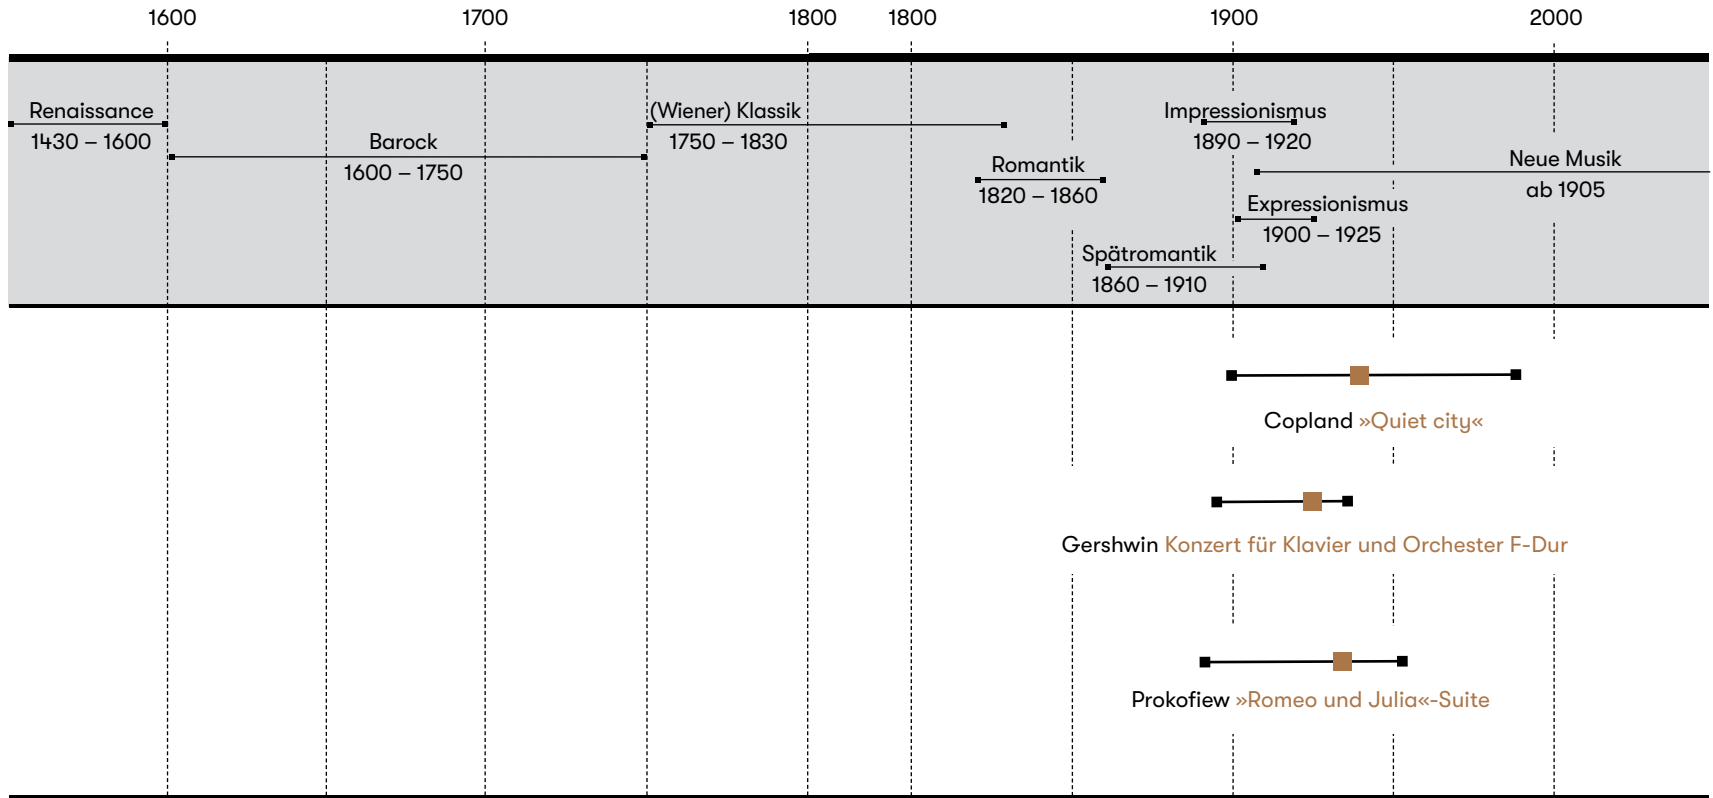 1600 1700 1800 1800 1900 2000
Renaissance
1430 – 1600
Barock
1600 – 1750
(Wiener) Klassik
1750 – 1830
Romantik
1820 – 1860
Spätromantik
1860 – 1910
Impressionismus
1890 – 1920
Expressionismus
1900 – 1925
Neue Musik
ab 1905
Copland »Quiet city«
Gershwin Konzert für Klavier und Orchester F-Dur
Prokofiew »Romeo und Julia«-Suite